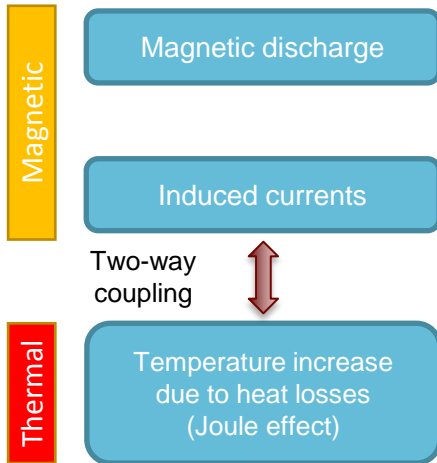 Magnetic
Magnetic discharge
Induced currents
Two-way
coupling
Thermal
Temperature increase
due to heat losses
(Joule effect)